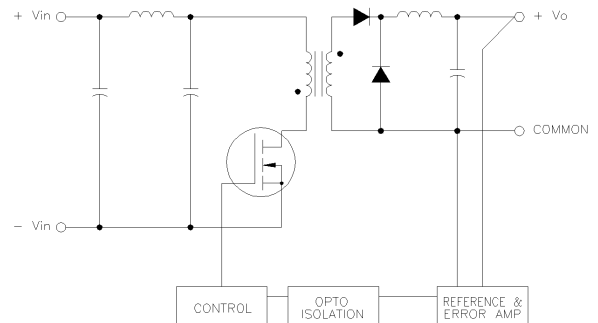 + Vin
+ Vo
COMMON
- Vin
CONTROL
OPTO
ISOLATION
REFERENCE &
ERROR AMP